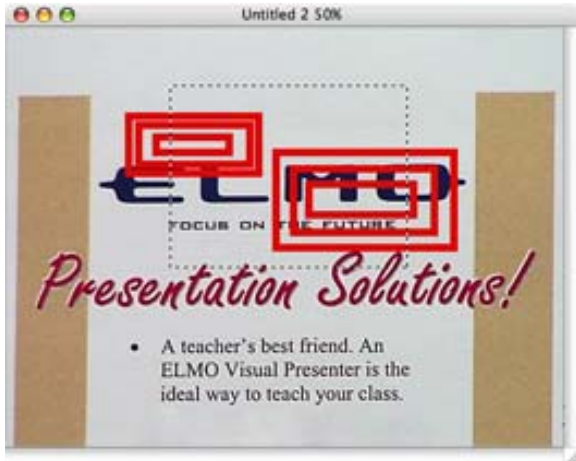 Untitled 2 50%
ELMO
FOCUS ON THE FUTURE
Presentation Solutions!
• A teacher's best friend. An
ELMO Visual Presenter is the
ideal way to teach your class.